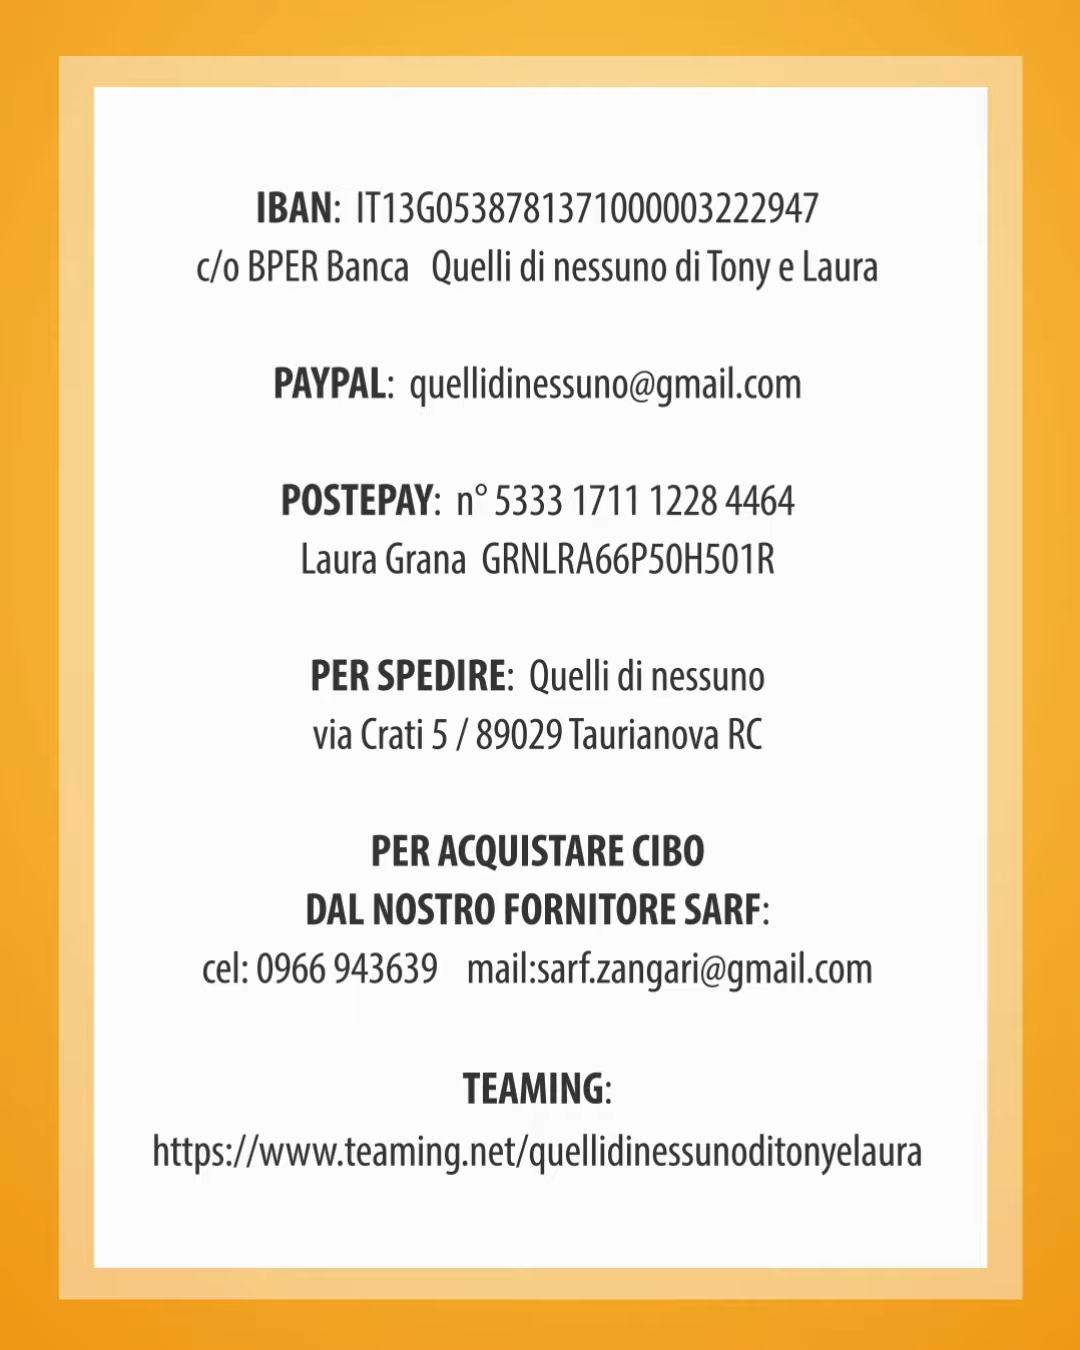 IBAN: IT13G0538781371000003222947
c/o BPER Banca Quelli di nessuno di Tony e Laura
PAYPAL: quellidinessuno@gmail.com
POSTEPAY: n° 5333 1711 1228 4464
Laura Grana GRNLRA66P50H501R
PER SPEDIRE: Quelli di nessuno
via Crati 5 / 89029 Taurianova RC
PER ACQUISTARE CIBO
DAL NOSTRO FORNITORE SARF:
cel: 0966 943639 mail:sarf.zangari@gmail.com
TEAMING:
https://www.teaming.net/quellidinessunoditonyelaura